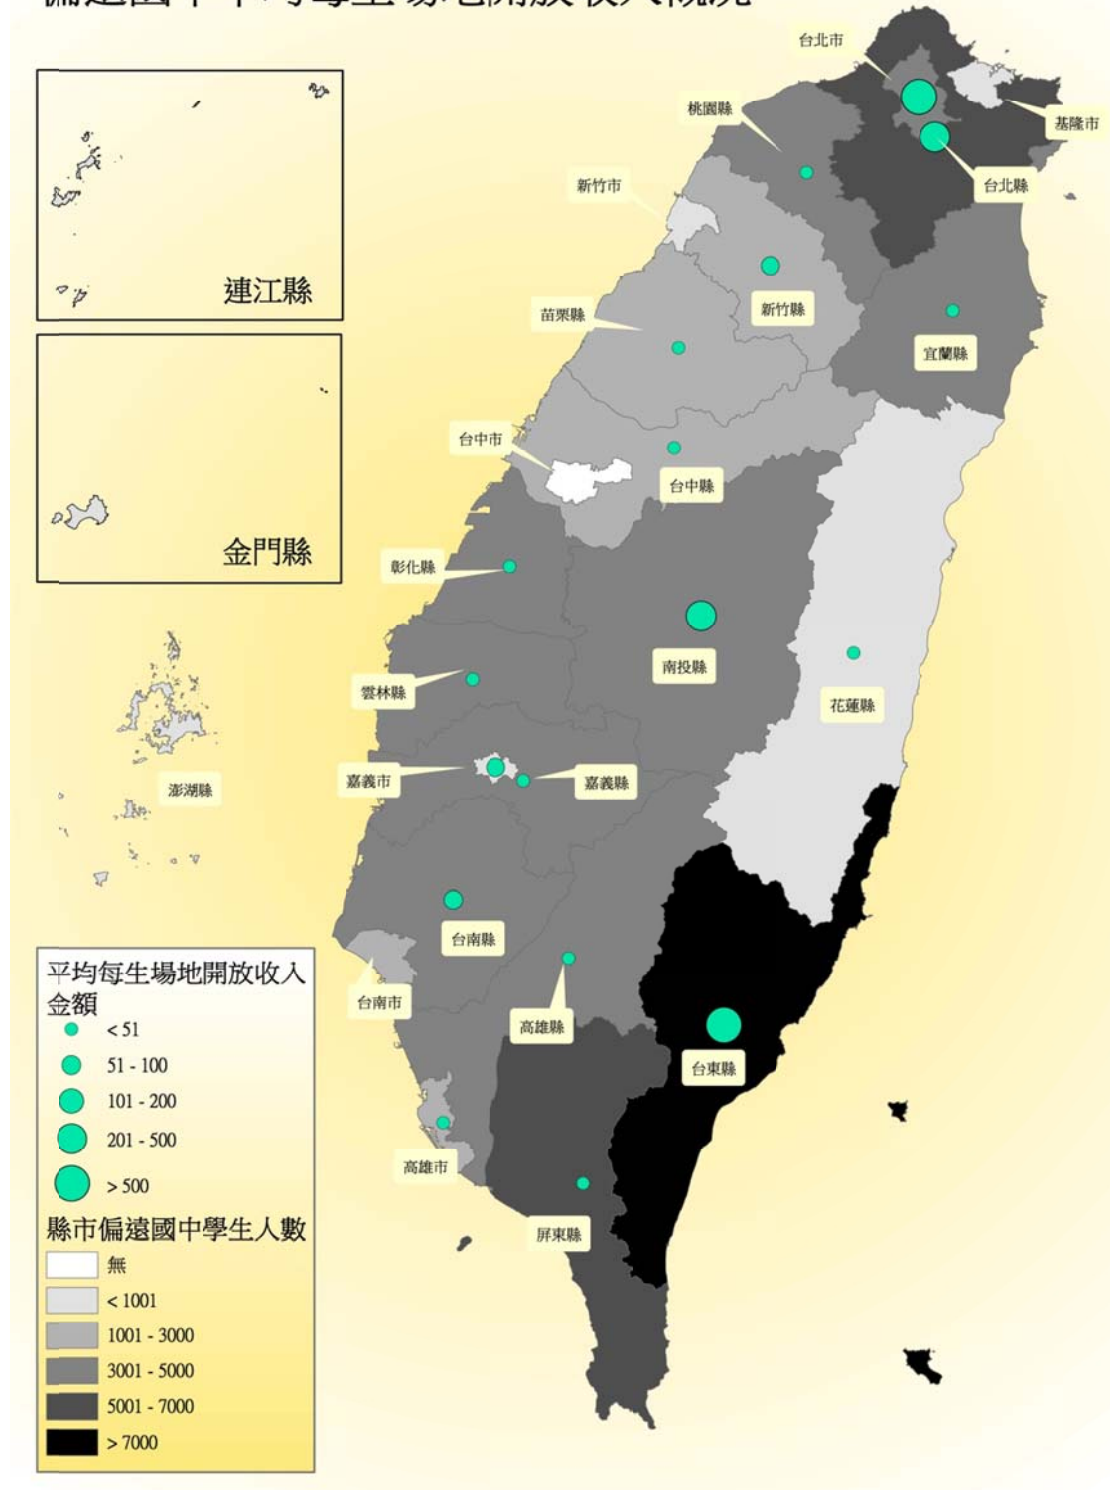 台北市
桃園縣
基隆市
新竹市
台北縣
連江縣
新竹縣
苗栗縣
宜蘭縣
台中市
台中縣
金門縣
彰化縣
南投縣
雲林縣
花蓮縣
嘉義市
嘉義縣
澎湖縣
台南縣
台南市
高雄縣
台東縣
高雄市
屏東縣
平均每生場地開放收入
金額
< 51
51 - 100
101 - 200
201 - 500
> 500
縣市偏遠國中學生人數
無
< 1001
1001 - 3000
3001 - 5000
5001 - 7000
> 7000